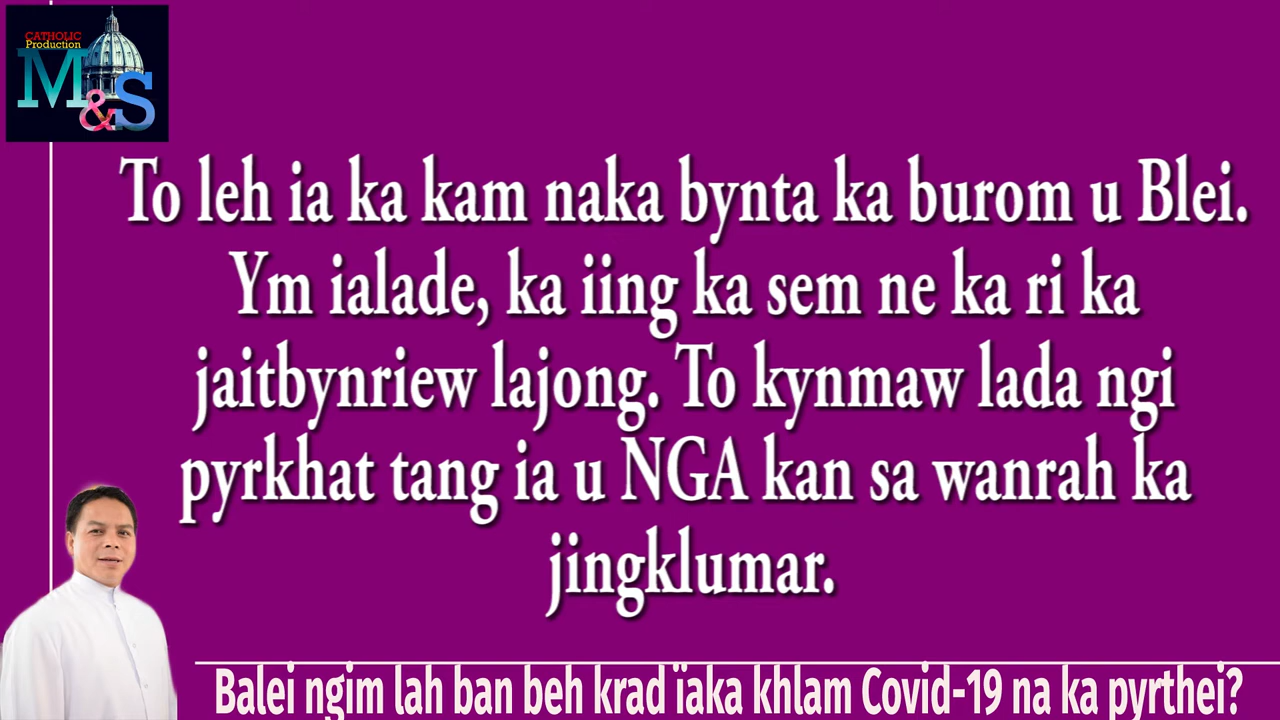 CATHOLIC
Production
M&S
To leh ia ka kam naka bynta ka burom u Blei.
Ym ialade, ka iing ka sem ne ka ri ka
jaitbynriew lajong. To kynmaw lada ngi
pyrkhat tang ia u NGA kan sa wanrah ka
jingklumar.
Balei ngim lah ban beh krad ïaka khlam Covid-19 na ka pyrthei?